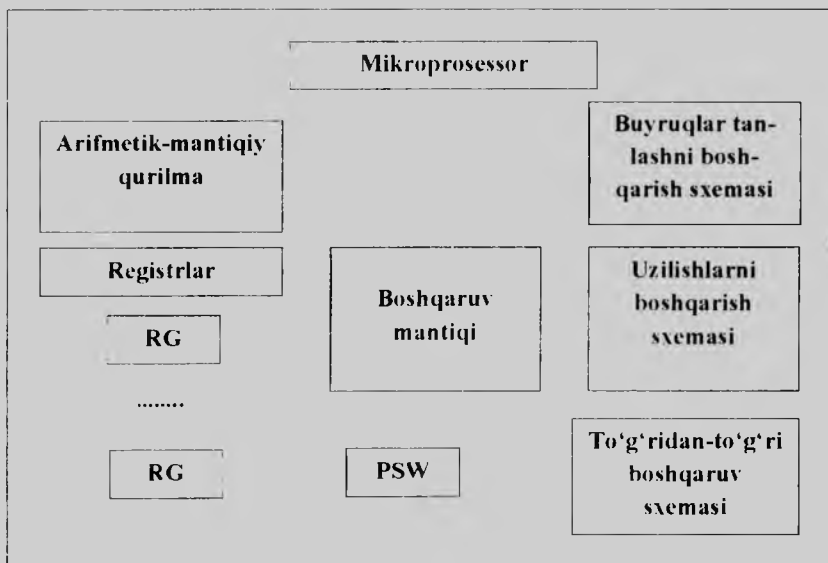 Mikroprosessor
Arifmetik-mantiqiy
qurilma
Buyruqlar tan-
lashni bosh-
qarish sxemasi
Registrlar
RG
........
RG
Boshqaruv
mantiqi
PSW
Uzilishlarni
boshqarish
sxemasi
To‘g‘ridan-to‘g‘ri
boshqaruv
sxemasi